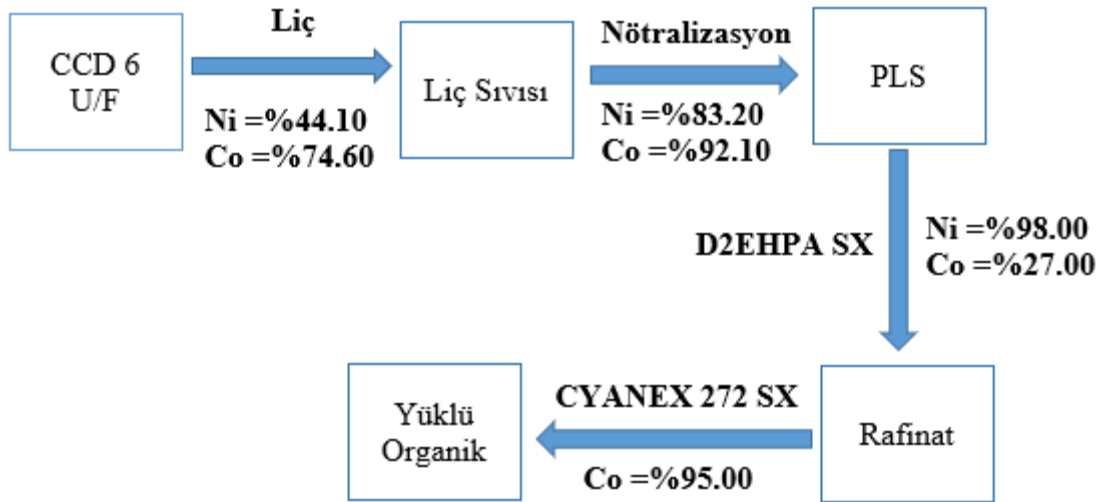 CCD 6
U/F
Liç
Ni =%44.10
Co =%74.60
Liç Sıvısı
Nötralizasyon
Ni =%83.20
Co =%92.10
PLS
D2EHPA SX
Ni =%98.00
Co =%27.00
Rafinat
CYANEX 272 SX
Co =%95.00
Yüklü
Organik